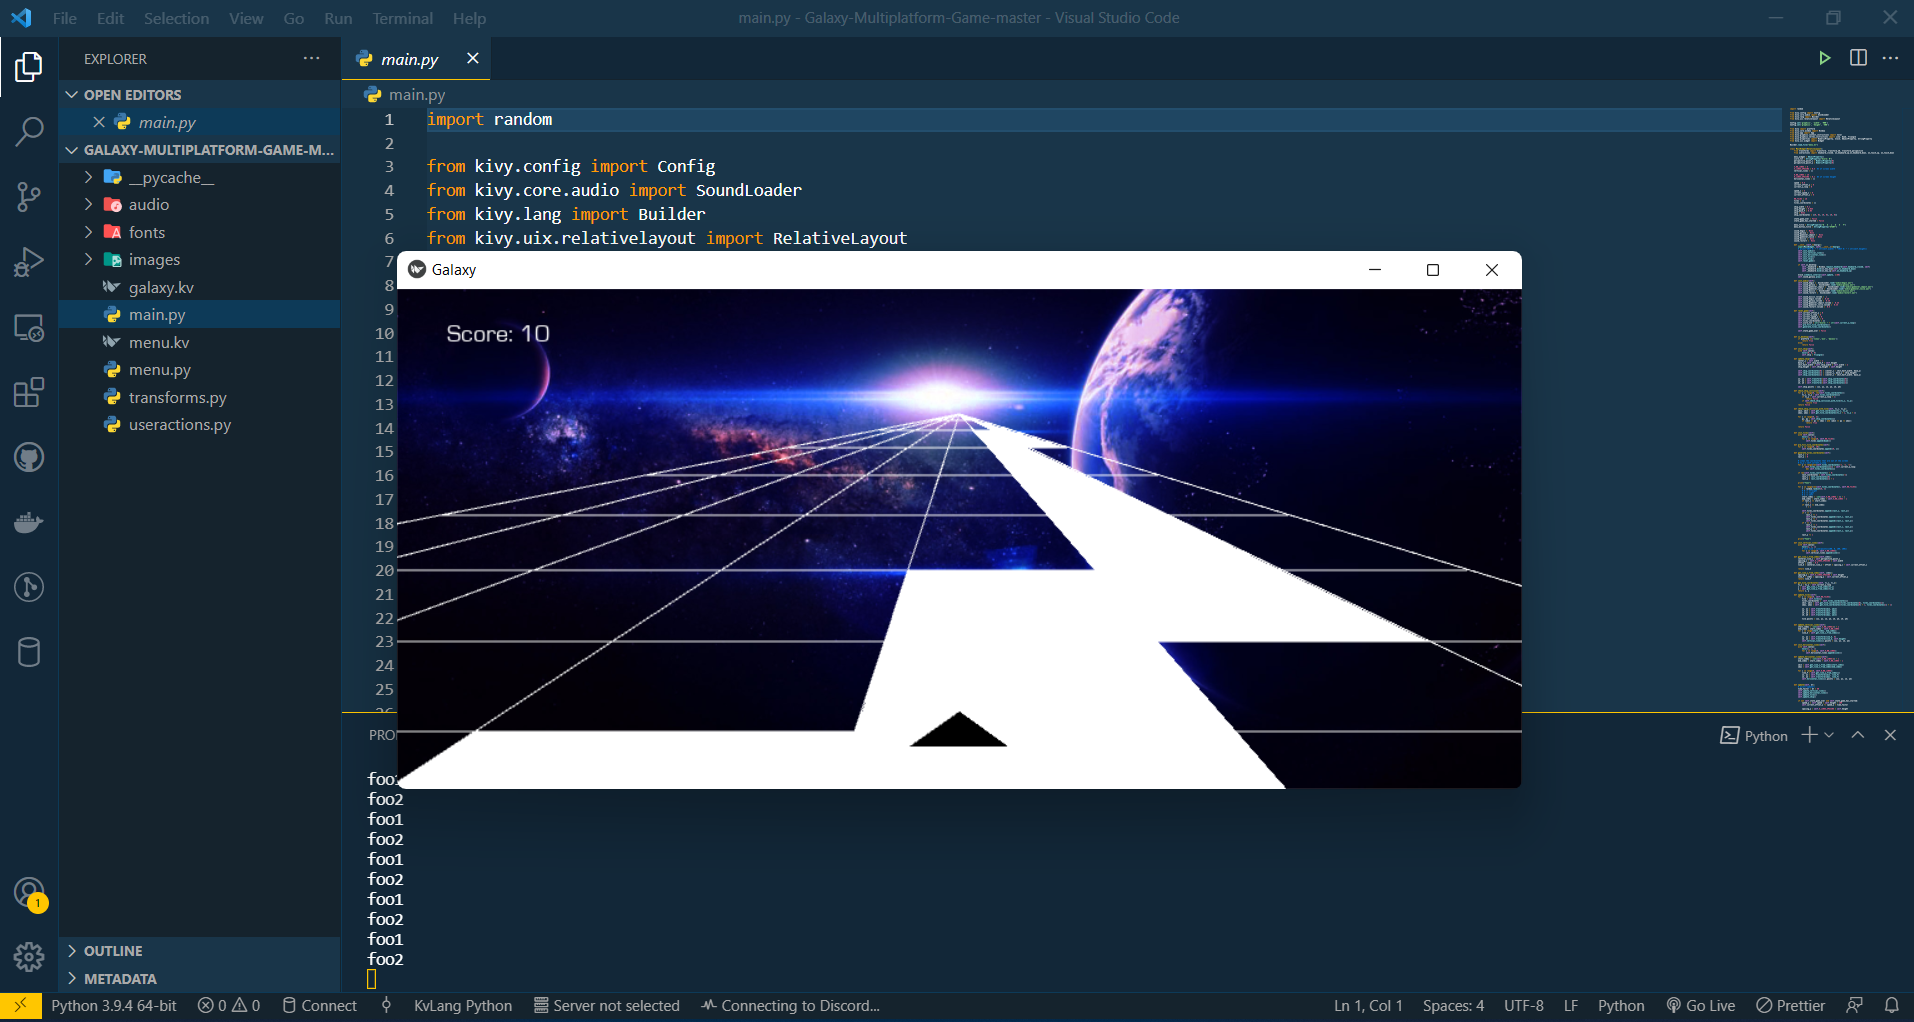 File Edit Selection View Go Run Terminal Help
main.py - Galaxy-Multiplatform-Game-master - Visual Studio Code
EXPLORER
OPEN EDITORS
main.py
GALAXY-MULTIPLATFORM-GAME-M...
__pycache__
audio
fonts
images
galaxy.kv
main.py
menu.kv
menu.py
transforms.py
useractions.py
OUTLINE
METADATA
main.py
main.py
1 import random
2
3 from kivy.config import Config
4 from kivy.core.audio import SoundLoader
5 from kivy.lang import Builder
6 from kivy.uix.relativelayout import RelativeLayout
7
8
9
10
11
12
13
14
15
16
17
18
19
20
21
22
23
24
25
26
Galaxy
Score: 10
PRO
Python
foo1
foo2
foo1
foo2
foo1
foo2
foo1
foo2
foo1
foo2
1
Python 3.9.4 64-bit 0 0 Connect KvLang Python Server not selected Connecting to Discord... Ln 1, Col 1 Spaces: 4 UTF-8 LF Python Go Live Prettier